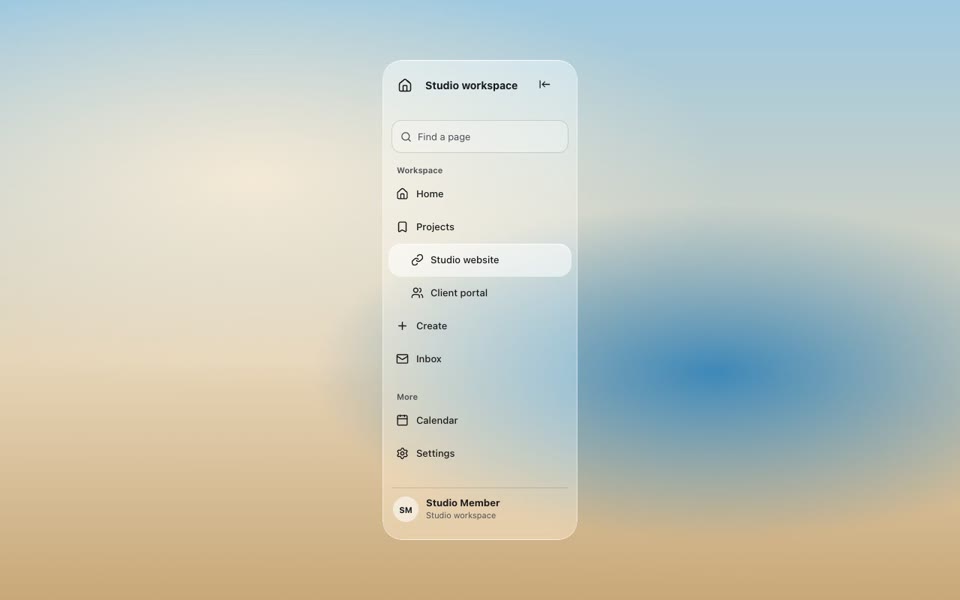 Studio workspace
Find a page
Workspace
Home
Projects
Studio website
Client portal
Create
Inbox
More
Calendar
Settings
SM
Studio Member
Studio workspace